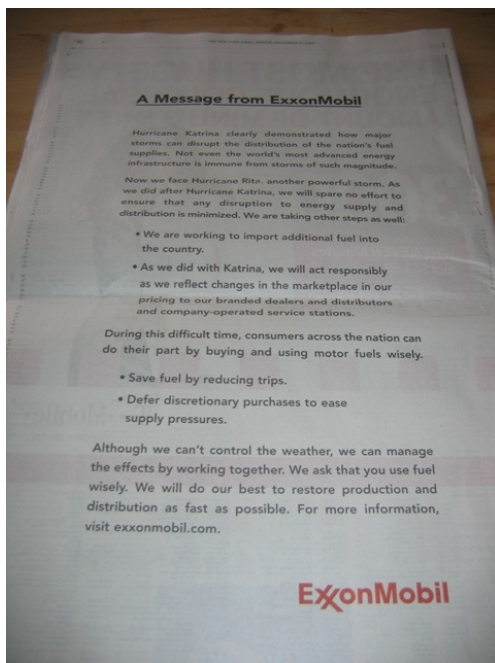 A Message from ExxonMobil
Hurricane Katrina clearly demonstrated how major
storms can disrupt the distribution of the nation's fuel
supplies. Not even the world's most advanced energy
infrastructure is immune from storms of such magnitude.
Now we face Hurricane Rita, another powerful storm. As
we did after Hurricane Katrina, we will spare no effort to
ensure that any disruption to energy supply and
distribution is minimized. We are taking other steps as well:
• We are working to import additional fuel into
the country.
• As we did with Katrina, we will act responsibly
as we reflect changes in the marketplace in our
pricing to our branded dealers and distributors
and company-operated service stations.
During this difficult time, consumers across the nation can
do their part by buying and using motor fuels wisely.
• Save fuel by reducing trips.
• Defer discretionary purchases to ease
supply pressures.
Although we can't control the weather, we can manage
the effects by working together. We ask that you use fuel
wisely. We will do our best to restore production and
distribution as fast as possible. For more information,
visit exxonmobil.com.
ExxonMobil